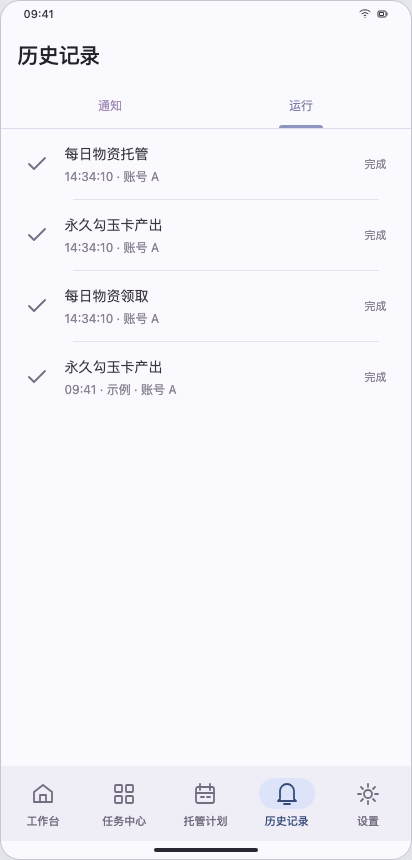 09:41
历史记录
通知
运行
每日物资托管
14:34:10 · 账号 A
完成
永久勾玉卡产出
14:34:10 · 账号 A
完成
每日物资领取
14:34:10 · 账号 A
完成
永久勾玉卡产出
09:41 · 示例 · 账号 A
完成
工作台
任务中心
托管计划
历史记录
设置